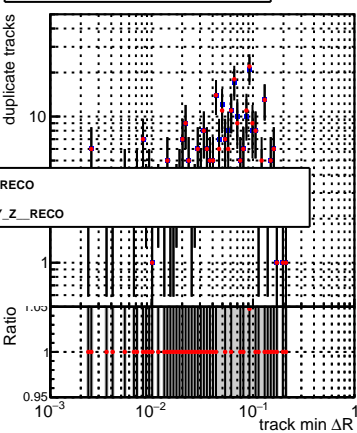 duplicate tracks
10
RECO
Z__RECO
1
Ratio
1.05
1
0.95
10⁻³
10⁻²
10⁻¹
1
track min ΔR